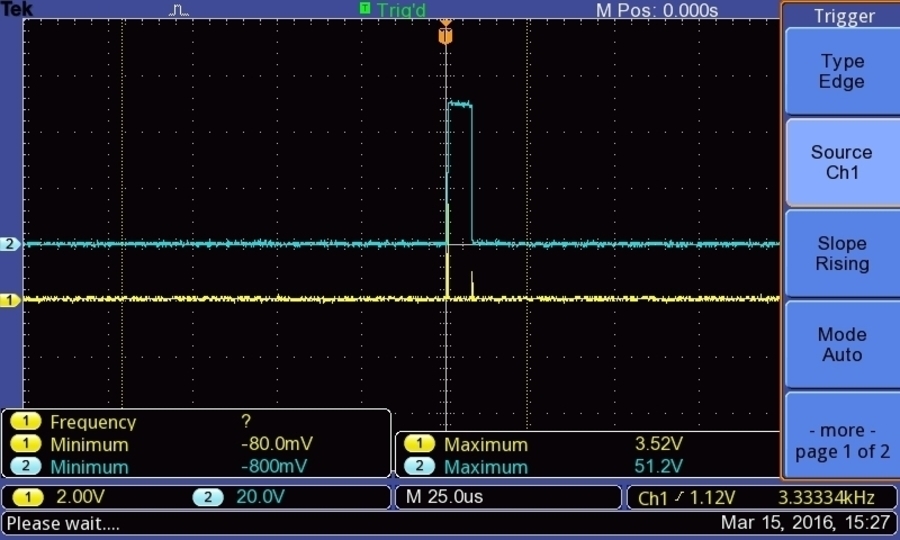 Tek
T Trig'd
M Pos: 0.000s
T
2
1
1 Frequency ?
1 Minimum -80.0mV
2 Minimum -800mV
1 Maximum 3.52V
2 Maximum 51.2V
1 2.00V 2 20.0V
M 25.0us
Ch1 1.12V 3.33334kHz
Please wait....
Mar 15, 2016, 15:27
Trigger
Type
Edge
Source
Ch1
Slope
Rising
Mode
Auto
- more -
page 1 of 2